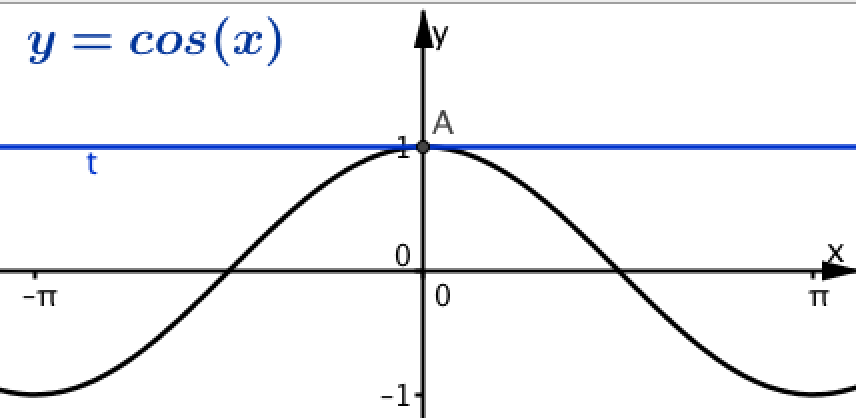 y = cos(x)
y
A
1
t
0
x
-π
0
π
-1